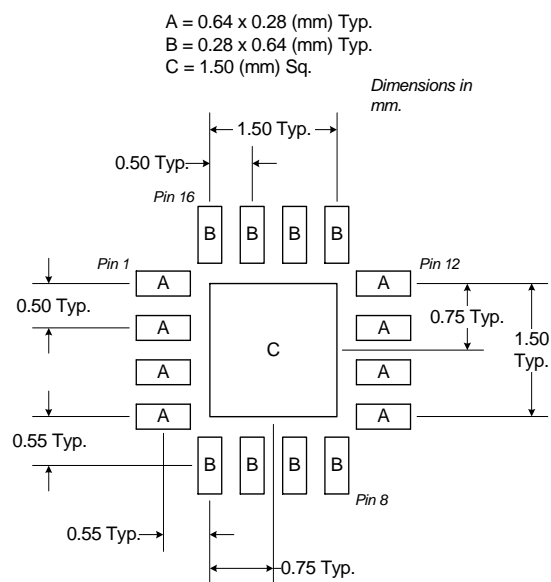 A = 0.64 x 0.28 (mm) Typ.
B = 0.28 x 0.64 (mm) Typ.
C = 1.50 (mm) Sq.
Dimensions in
mm.
1.50 Typ.
0.50 Typ.
Pin 16
B B B B
Pin 1
Pin 12
A A
0.50 Typ.
A A
0.75 Typ.
1.50
Typ.
C
A A
A A
0.55 Typ.
B B B B
Pin 8
0.55 Typ.
0.75 Typ.